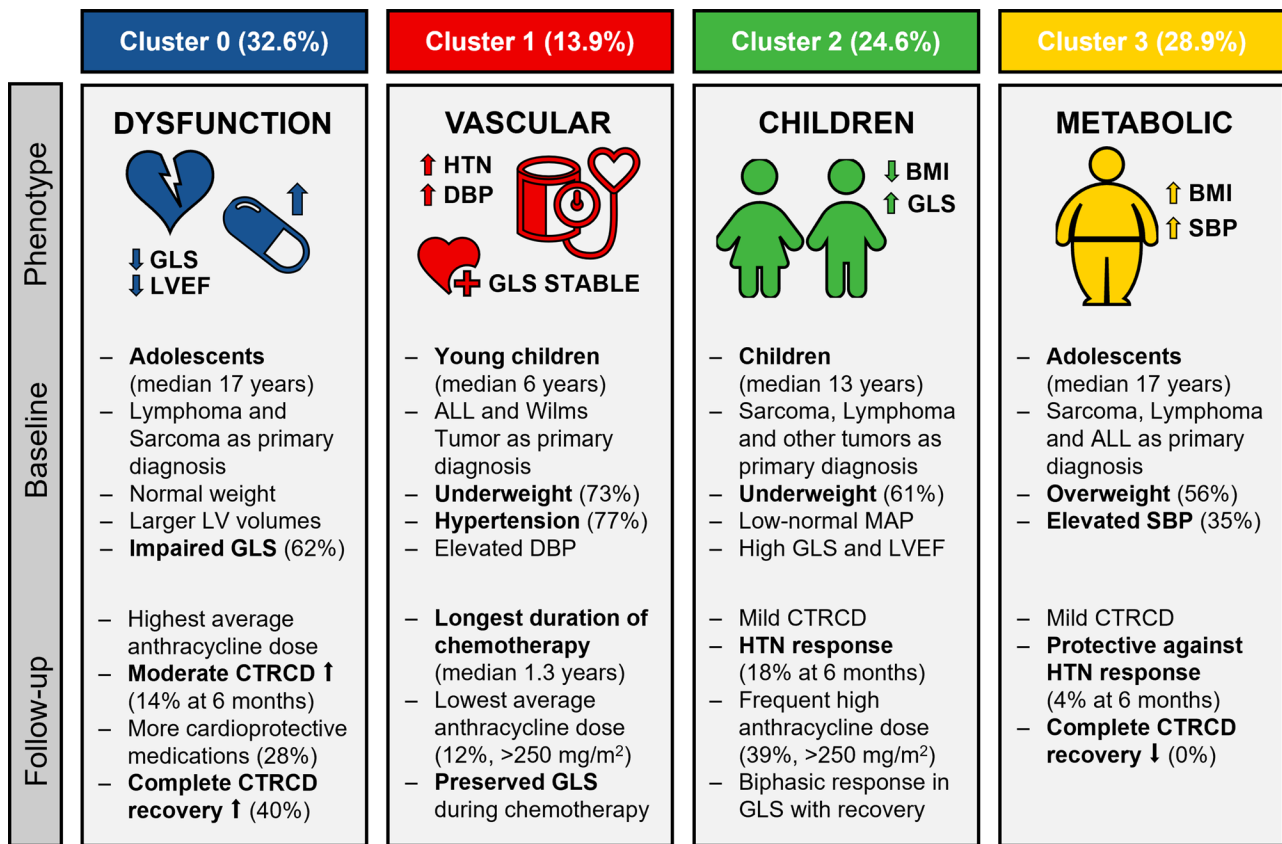 Cluster 0 (32.6%)
Cluster 1 (13.9%)
Cluster 2 (24.6%)
Cluster 3 (28.9%)
Phenotype
DYSFUNCTION
GLS
LVEF
VASCULAR
HTN
DBP
GLS STABLE
CHILDREN
BMI
GLS
METABOLIC
BMI
SBP
Baseline
– Adolescents
(median 17 years)
– Lymphoma and
Sarcoma as primary
diagnosis
– Normal weight
– Larger LV volumes
– Impaired GLS (62%)
– Young children
(median 6 years)
– ALL and Wilms
Tumor as primary
diagnosis
– Underweight (73%)
– Hypertension (77%)
– Elevated DBP
– Children
(median 13 years)
– Sarcoma, Lymphoma
and other tumors as
primary diagnosis
– Underweight (61%)
– Low-normal MAP
– High GLS and LVEF
– Adolescents
(median 17 years)
– Sarcoma, Lymphoma
and ALL as primary
diagnosis
– Overweight (56%)
– Elevated SBP (35%)
Follow-up
– Highest average
anthracycline dose
– Moderate CTRCD ↑
(14% at 6 months)
– More cardioprotective
medications (28%)
– Complete CTRCD
recovery ↑ (40%)
– Longest duration of
chemotherapy
(median 1.3 years)
– Lowest average
anthracycline dose
(12%, >250 mg/m²)
– Preserved GLS
during chemotherapy
– Mild CTRCD
– HTN response
(18% at 6 months)
– Frequent high
anthracycline dose
(39%, >250 mg/m²)
– Biphasic response in
GLS with recovery
– Mild CTRCD
– Protective against
HTN response
(4% at 6 months)
– Complete CTRCD
recovery ↓ (0%)